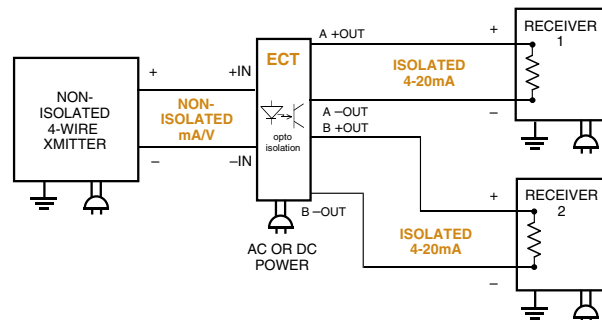 A +OUT
+
RECEIVER
1
ECT
ISOLATED
4-20mA
+
+IN
NON-
ISOLATED
4-WIRE
XMITTER
NON-
ISOLATED
mA/V
opto
isolation
A –OUT
–
B +OUT
–
–IN
RECEIVER
2
+
B –OUT
AC OR DC
POWER
ISOLATED
4-20mA
–